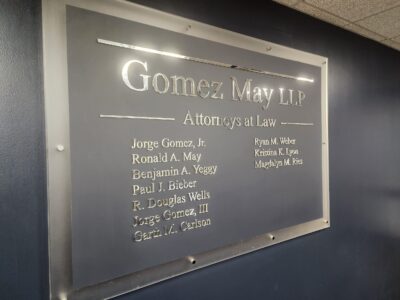 Gomez May LLP
Attorneys at Law
Jorge Gomez, Jr.
Ronald A. May
Benjamin A. Yeggy
Paul J. Bieber
R. Douglas Wells
Jorge Gomez, III
Garth M. Carlson
Ryan M. Weber
Kristina K. Lyon
Magdalyn M. Ries